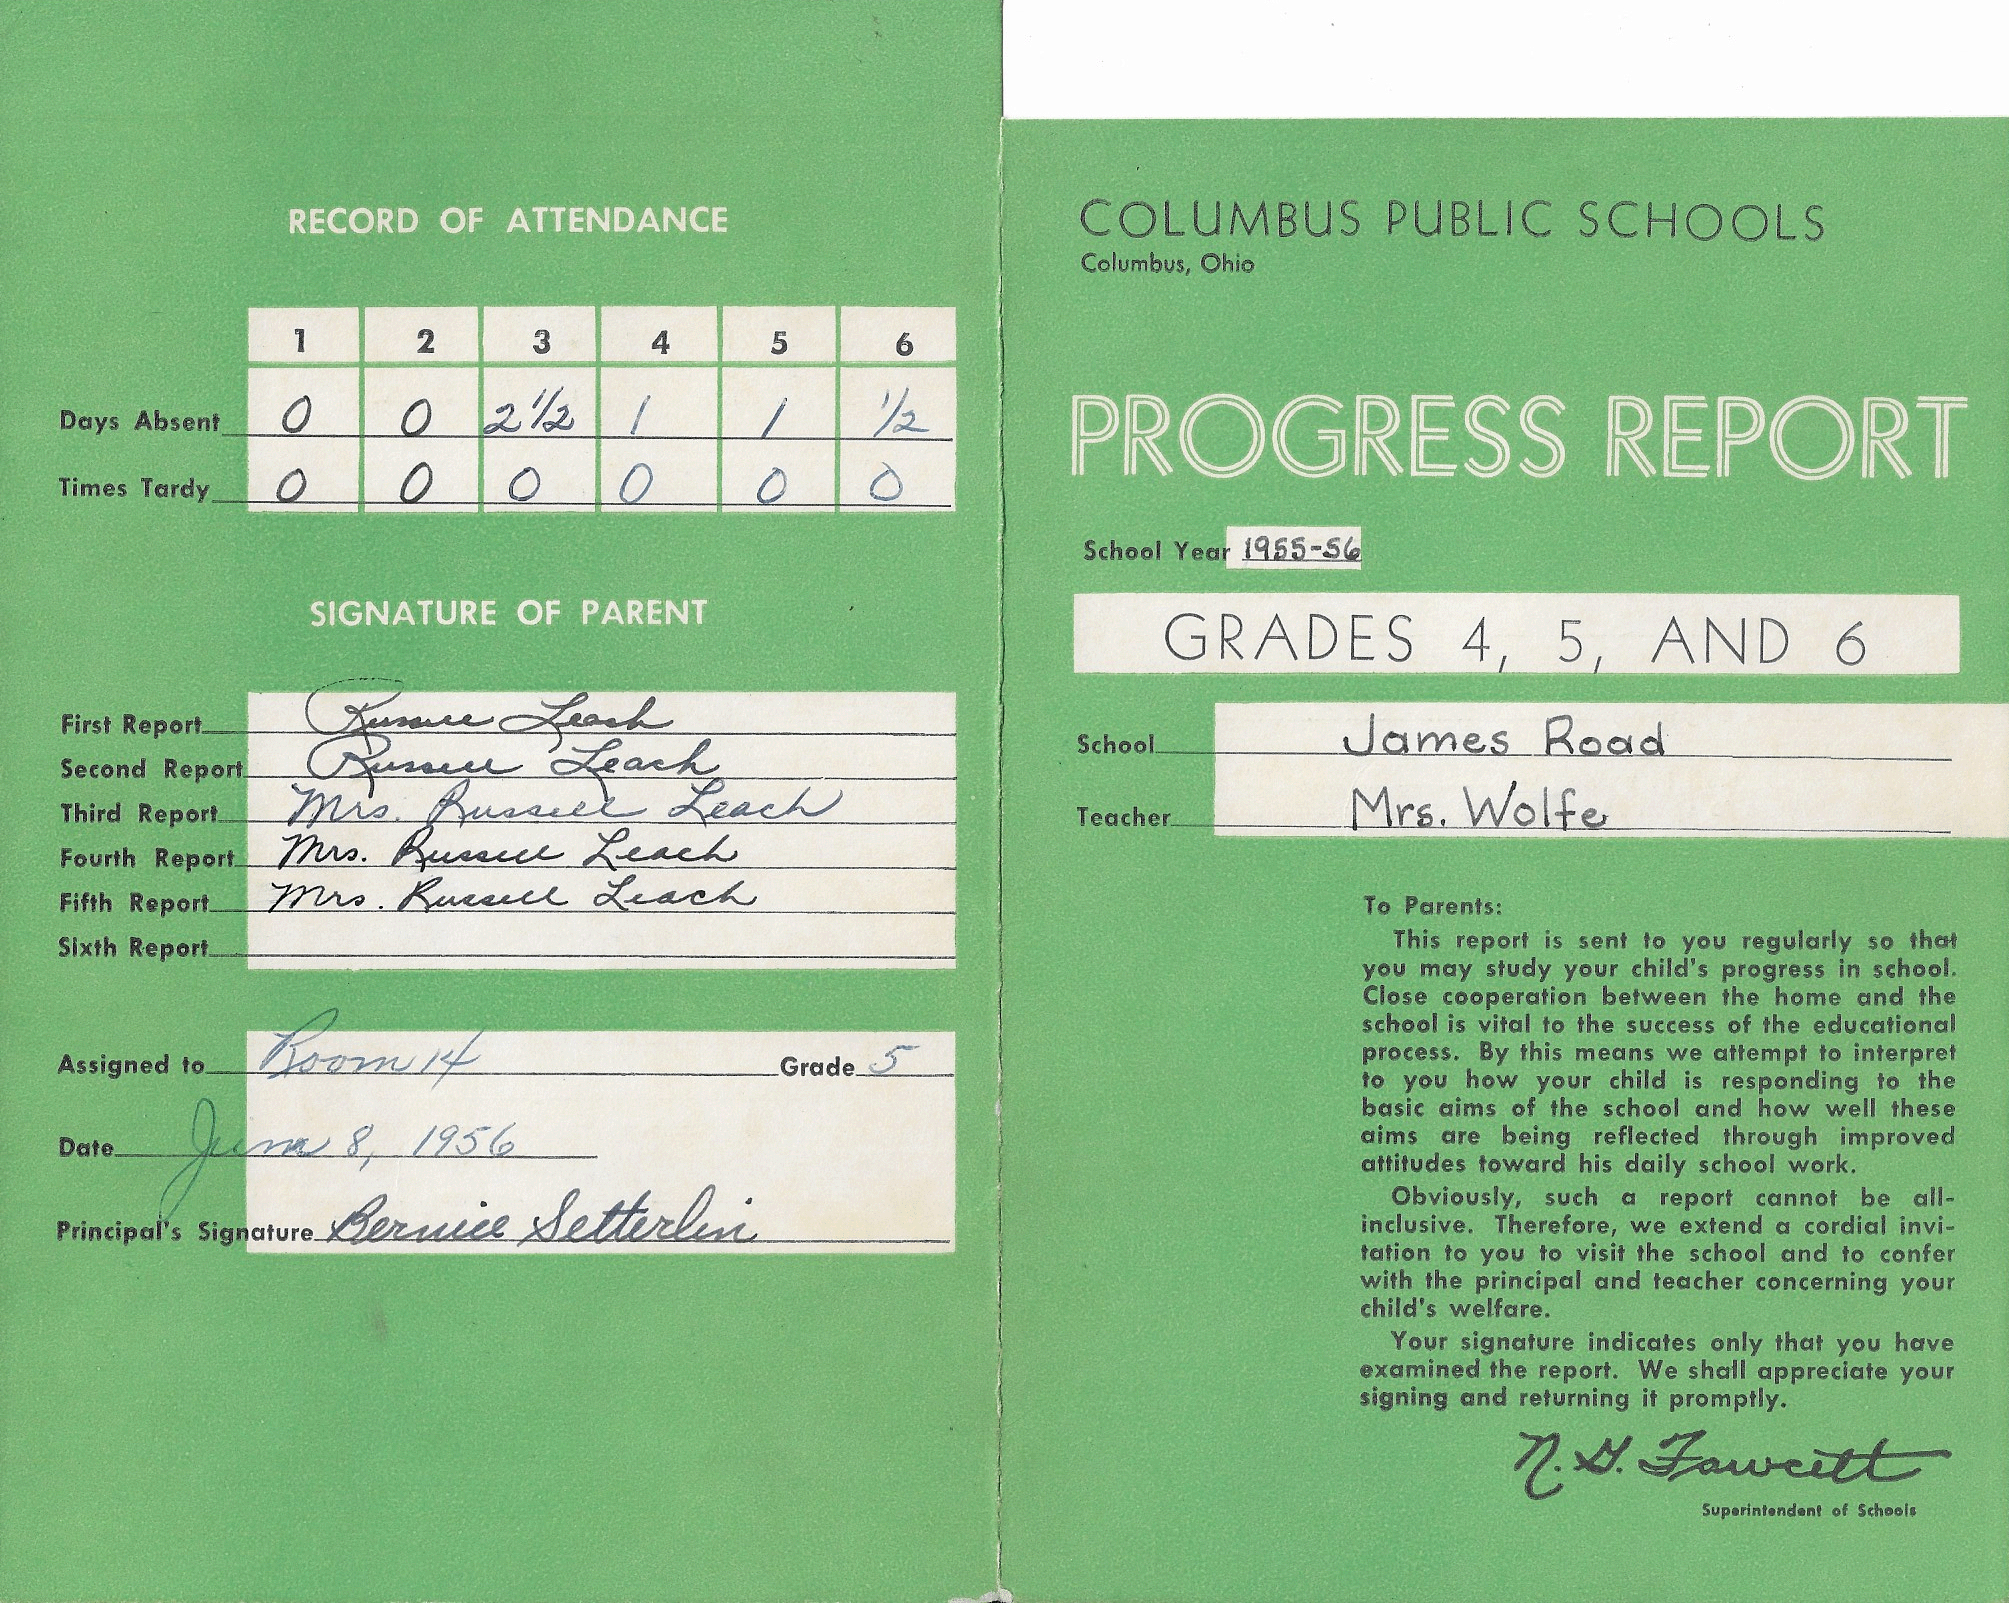 RECORD OF ATTENDANCE
1 2 3 4 5 6
Days Absent 0 0 2 1/2 1 1 1/2
Times Tardy 0 0 0 0 0 0
SIGNATURE OF PARENT
First Report Russell Leach
Second Report Russell Leach
Third Report Mrs. Russell Leach
Fourth Report Mrs. Russell Leach
Fifth Report Mrs. Russell Leach
Sixth Report
Assigned to Room 14 Grade 5
Date June 8, 1956
Principal's Signature Bernice Setterlin
COLUMBUS PUBLIC SCHOOLS
Columbus, Ohio
PROGRESS REPORT
School Year 1955-56
GRADES 4, 5, AND 6
School James Road
Teacher Mrs. Wolfe
To Parents:
This report is sent to you regularly so that
you may study your child's progress in school.
Close cooperation between the home and the
school is vital to the success of the educational
process. By this means we attempt to interpret
to you how your child is responding to the
basic aims of the school and how well these
aims are being reflected through improved
attitudes toward his daily school work.
Obviously, such a report cannot be all-
inclusive. Therefore, we extend a cordial invi-
tation to you to visit the school and to confer
with the principal and teacher concerning your
child's welfare.
Your signature indicates only that you have
examined the report. We shall appreciate your
signing and returning it promptly.
N. G. Fawcett
Superintendent of Schools